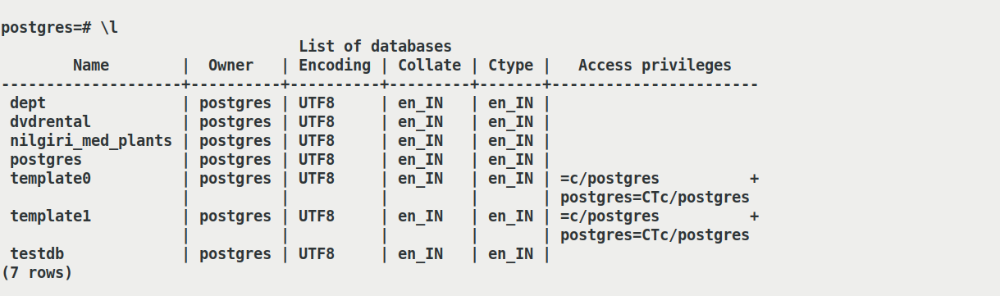 postgres=# \l
                                 List of databases
        Name        |  Owner   | Encoding | Collate | Ctype |   Access privileges
--------------------+----------+----------+---------+-------+-----------------------
 dept               | postgres | UTF8     | en_IN   | en_IN |
 dvdrental          | postgres | UTF8     | en_IN   | en_IN |
 nilgiri_med_plants | postgres | UTF8     | en_IN   | en_IN |
 postgres           | postgres | UTF8     | en_IN   | en_IN |
 template0          | postgres | UTF8     | en_IN   | en_IN | =c/postgres          +
                    |          |          |         |       | postgres=CTc/postgres
 template1          | postgres | UTF8     | en_IN   | en_IN | =c/postgres          +
                    |          |          |         |       | postgres=CTc/postgres
 testdb             | postgres | UTF8     | en_IN   | en_IN |
(7 rows)